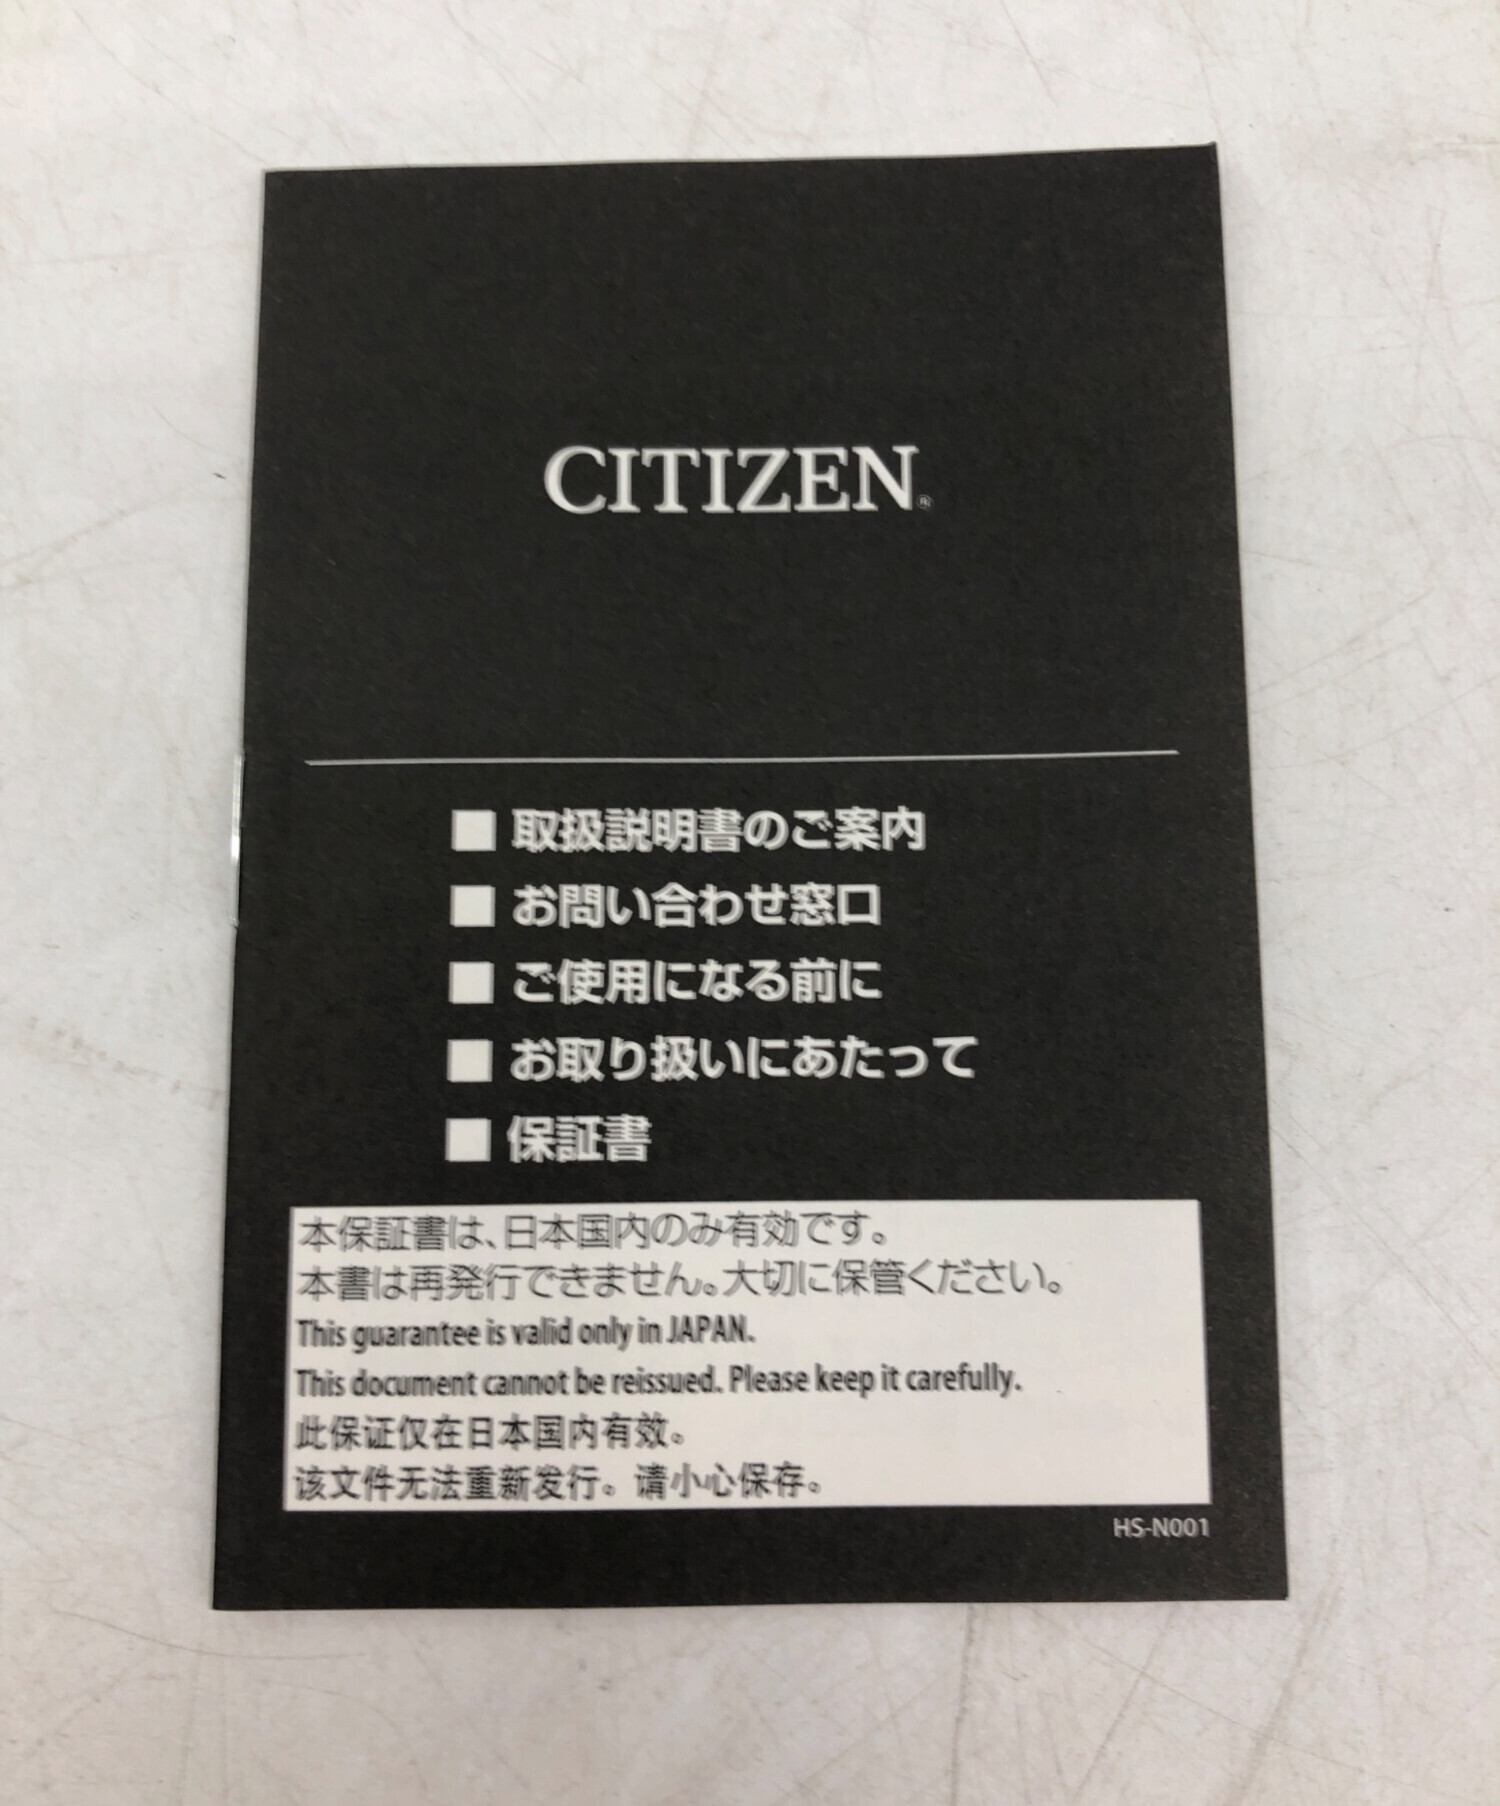 CITIZEN®
■ 取扱説明書のご案内
■ お問い合わせ窓口
■ ご使用になる前に
■ お取り扱いにあたって
■ 保証書
本保証書は、日本国内のみ有効です。
本書は再発行できません。大切に保管ください。
This guarantee is valid only in JAPAN.
This document cannot be reissued. Please keep it carefully.
此保证仅在日本国内有效。
该文件无法重新发行。请小心保存。
HS-N001